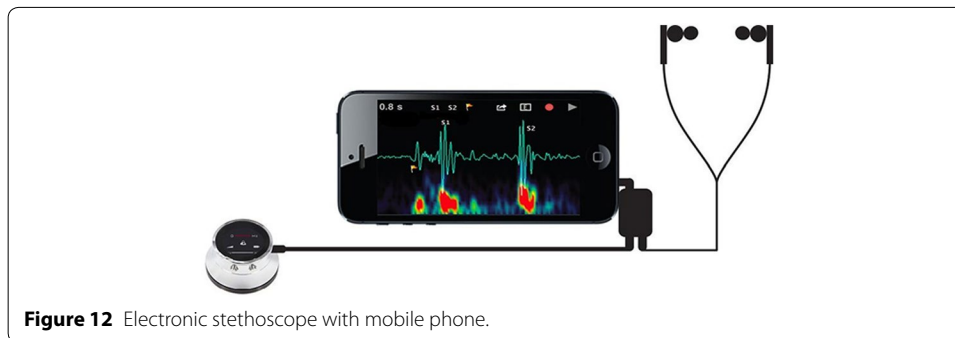 0.8 s S1 S2
S1
S2
Figure 12 Electronic stethoscope with mobile phone.